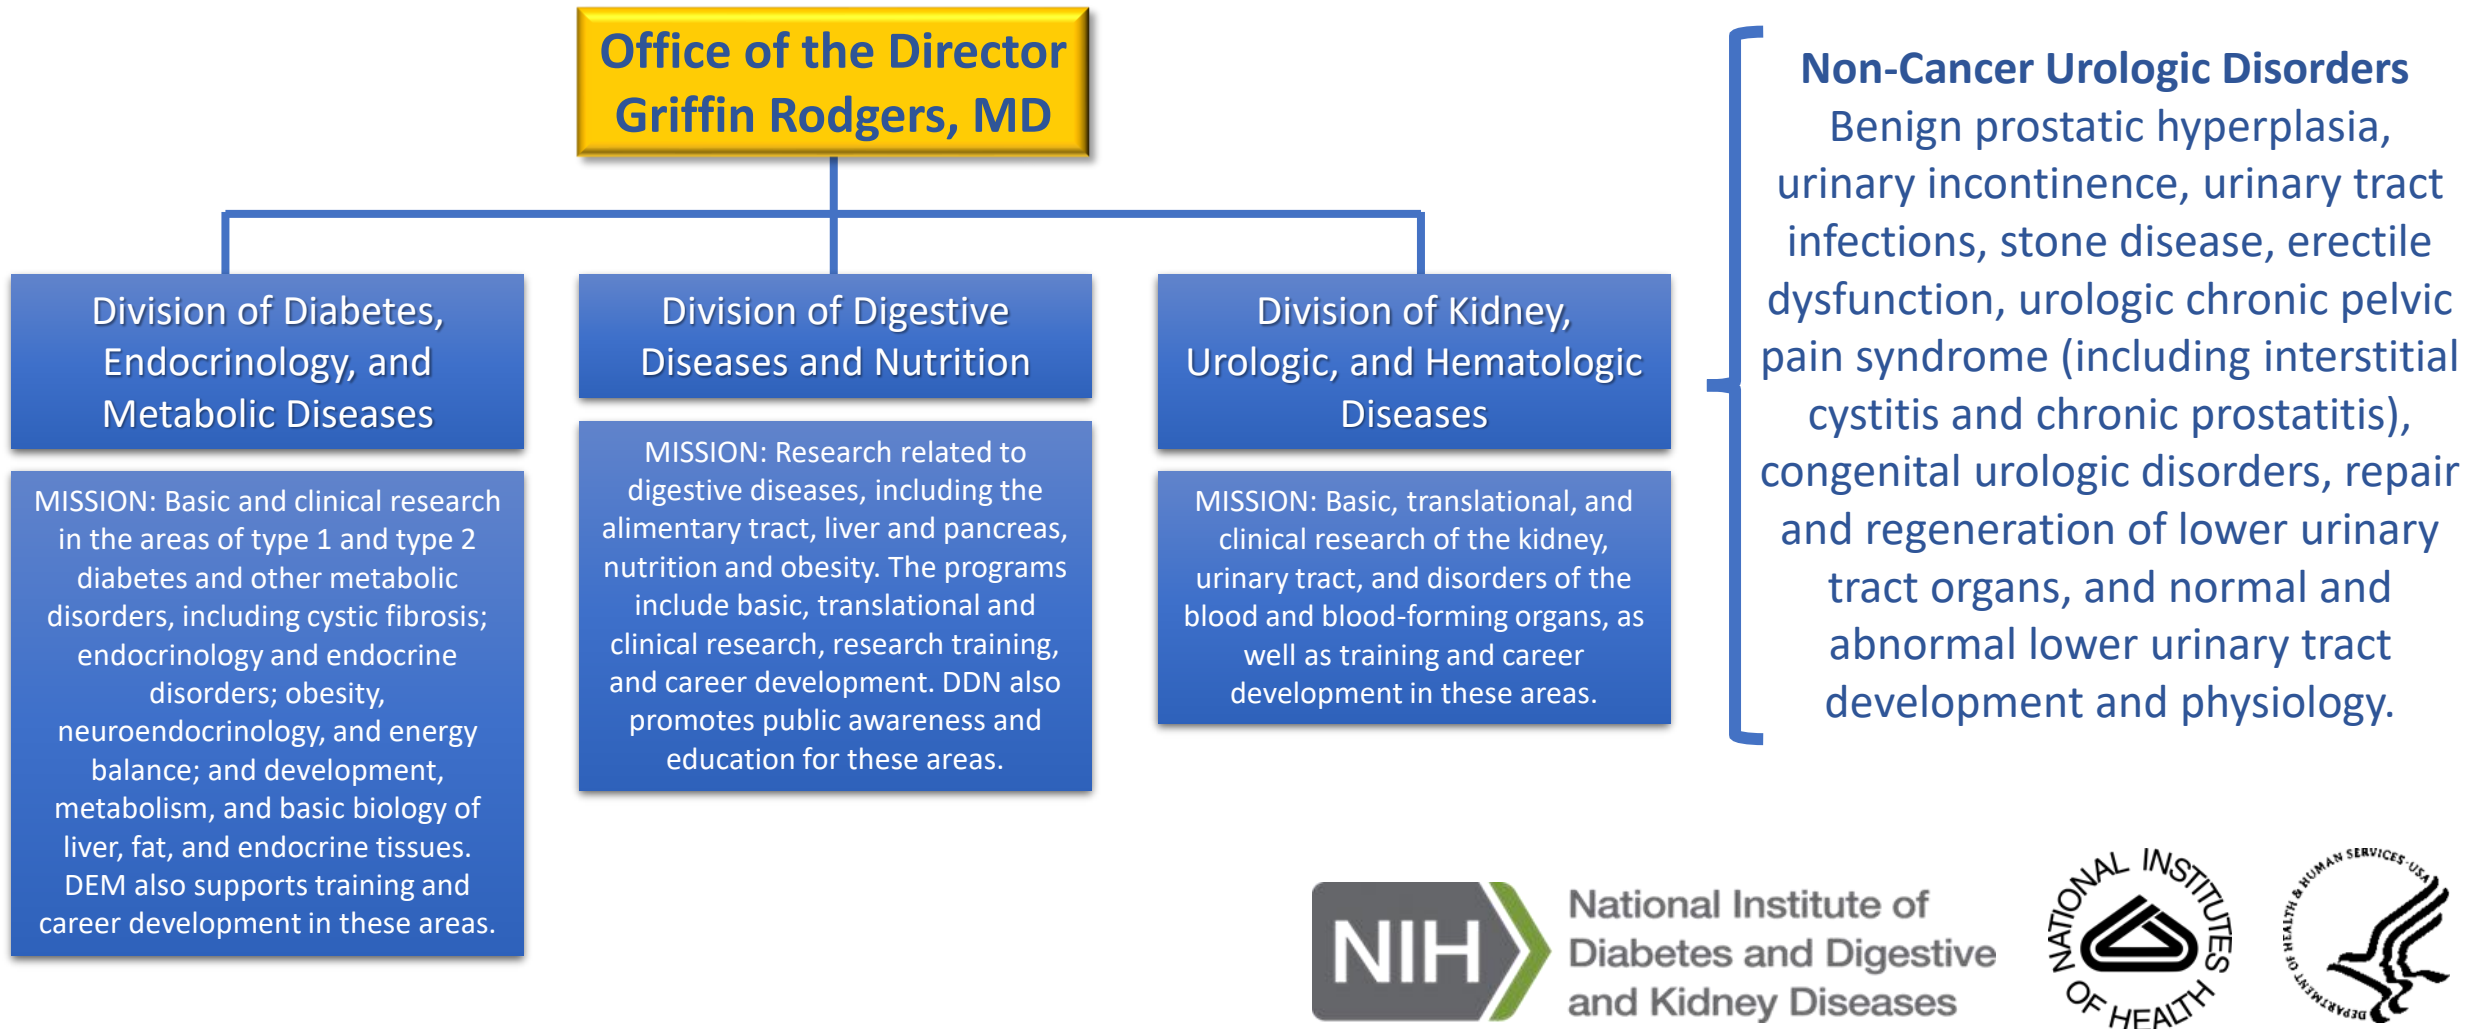 Office of the Director
Griffin Rodgers, MD
Division of Diabetes,
Endocrinology, and
Metabolic Diseases
MISSION: Basic and clinical research
in the areas of type 1 and type 2
diabetes and other metabolic
disorders, including cystic fibrosis;
endocrinology and endocrine
disorders; obesity,
neuroendocrinology, and energy
balance; and development,
metabolism, and basic biology of
liver, fat, and endocrine tissues.
DEM also supports training and
career development in these areas.
Division of Digestive
Diseases and Nutrition
MISSION: Research related to
digestive diseases, including the
alimentary tract, liver and pancreas,
nutrition and obesity. The programs
include basic, translational and
clinical research, research training,
and career development. DDN also
promotes public awareness and
education for these areas.
Division of Kidney,
Urologic, and Hematologic
Diseases
MISSION: Basic, translational, and
clinical research of the kidney,
urinary tract, and disorders of the
blood and blood-forming organs, as
well as training and career
development in these areas.
Non-Cancer Urologic Disorders
Benign prostatic hyperplasia,
urinary incontinence, urinary tract
infections, stone disease, erectile
dysfunction, urologic chronic pelvic
pain syndrome (including interstitial
cystitis and chronic prostatitis),
congenital urologic disorders, repair
and regeneration of lower urinary
tract organs, and normal and
abnormal lower urinary tract
development and physiology.
NIH
National Institute of
Diabetes and Digestive
and Kidney Diseases
NATIONAL INSTITUTES
OF HEALTH
DEPARTMENT OF HEALTH & HUMAN SERVICES·USA